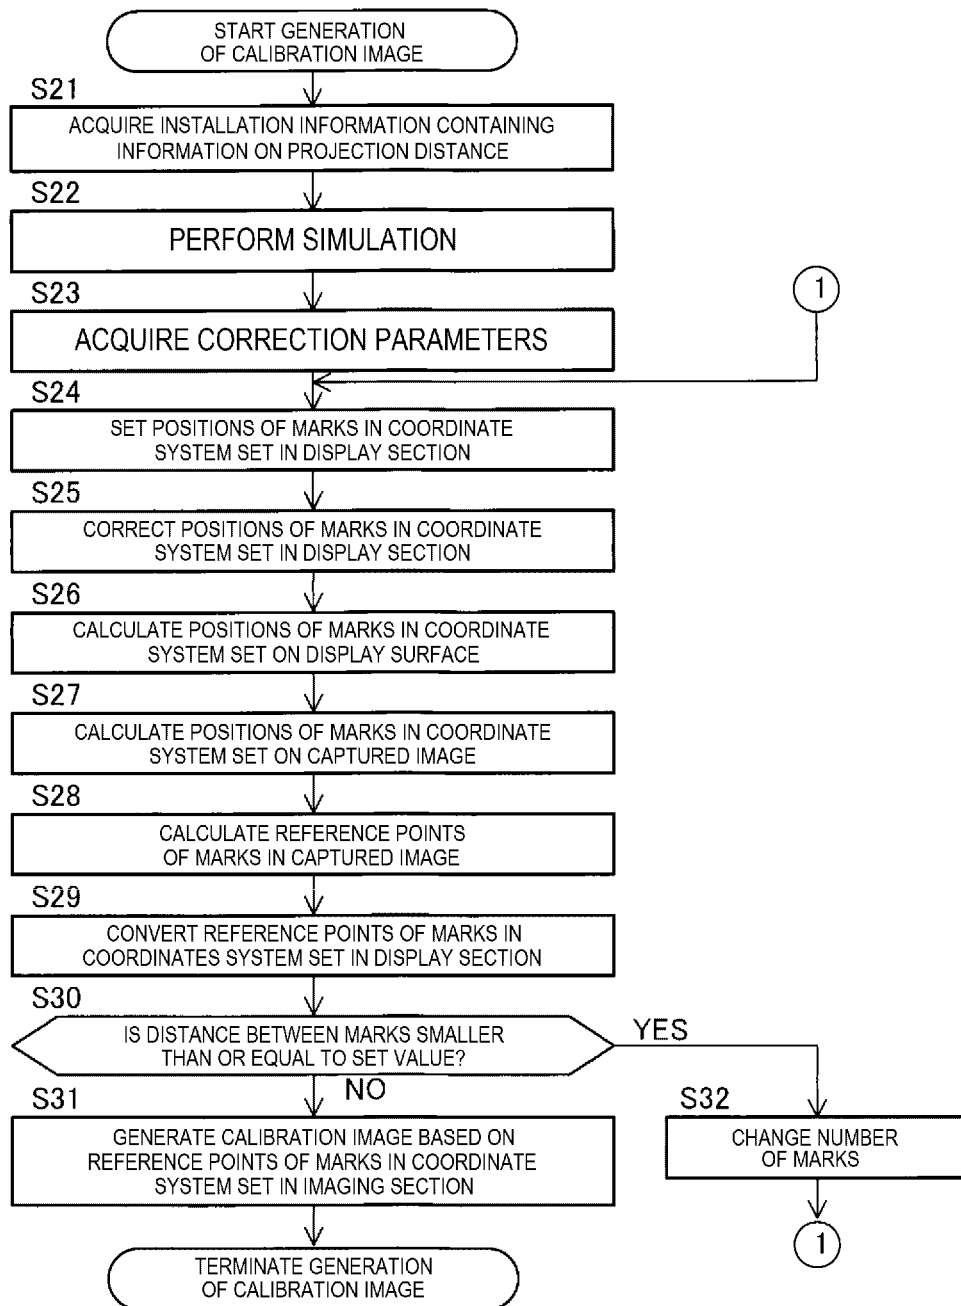 START GENERATION
OF CALIBRATION IMAGE
S21
ACQUIRE INSTALLATION INFORMATION CONTAINING
INFORMATION ON PROJECTION DISTANCE
S22
PERFORM SIMULATION
S23
1
ACQUIRE CORRECTION PARAMETERS
S24
SET POSITIONS OF MARKS IN COORDINATE
SYSTEM SET IN DISPLAY SECTION
S25
CORRECT POSITIONS OF MARKS IN COORDINATE
SYSTEM SET IN DISPLAY SECTION
S26
CALCULATE POSITIONS OF MARKS IN COORDINATE
SYSTEM SET ON DISPLAY SURFACE
S27
CALCULATE POSITIONS OF MARKS IN COORDINATE
SYSTEM SET ON CAPTURED IMAGE
S28
CALCULATE REFERENCE POINTS
OF MARKS IN CAPTURED IMAGE
S29
CONVERT REFERENCE POINTS OF MARKS IN
COORDINATES SYSTEM SET IN DISPLAY SECTION
S30
IS DISTANCE BETWEEN MARKS SMALLER
THAN OR EQUAL TO SET VALUE?
YES
NO
S31
GENERATE CALIBRATION IMAGE BASED ON
REFERENCE POINTS OF MARKS IN COORDINATE
SYSTEM SET IN IMAGING SECTION
S32
CHANGE NUMBER
OF MARKS
1
TERMINATE GENERATION
OF CALIBRATION IMAGE